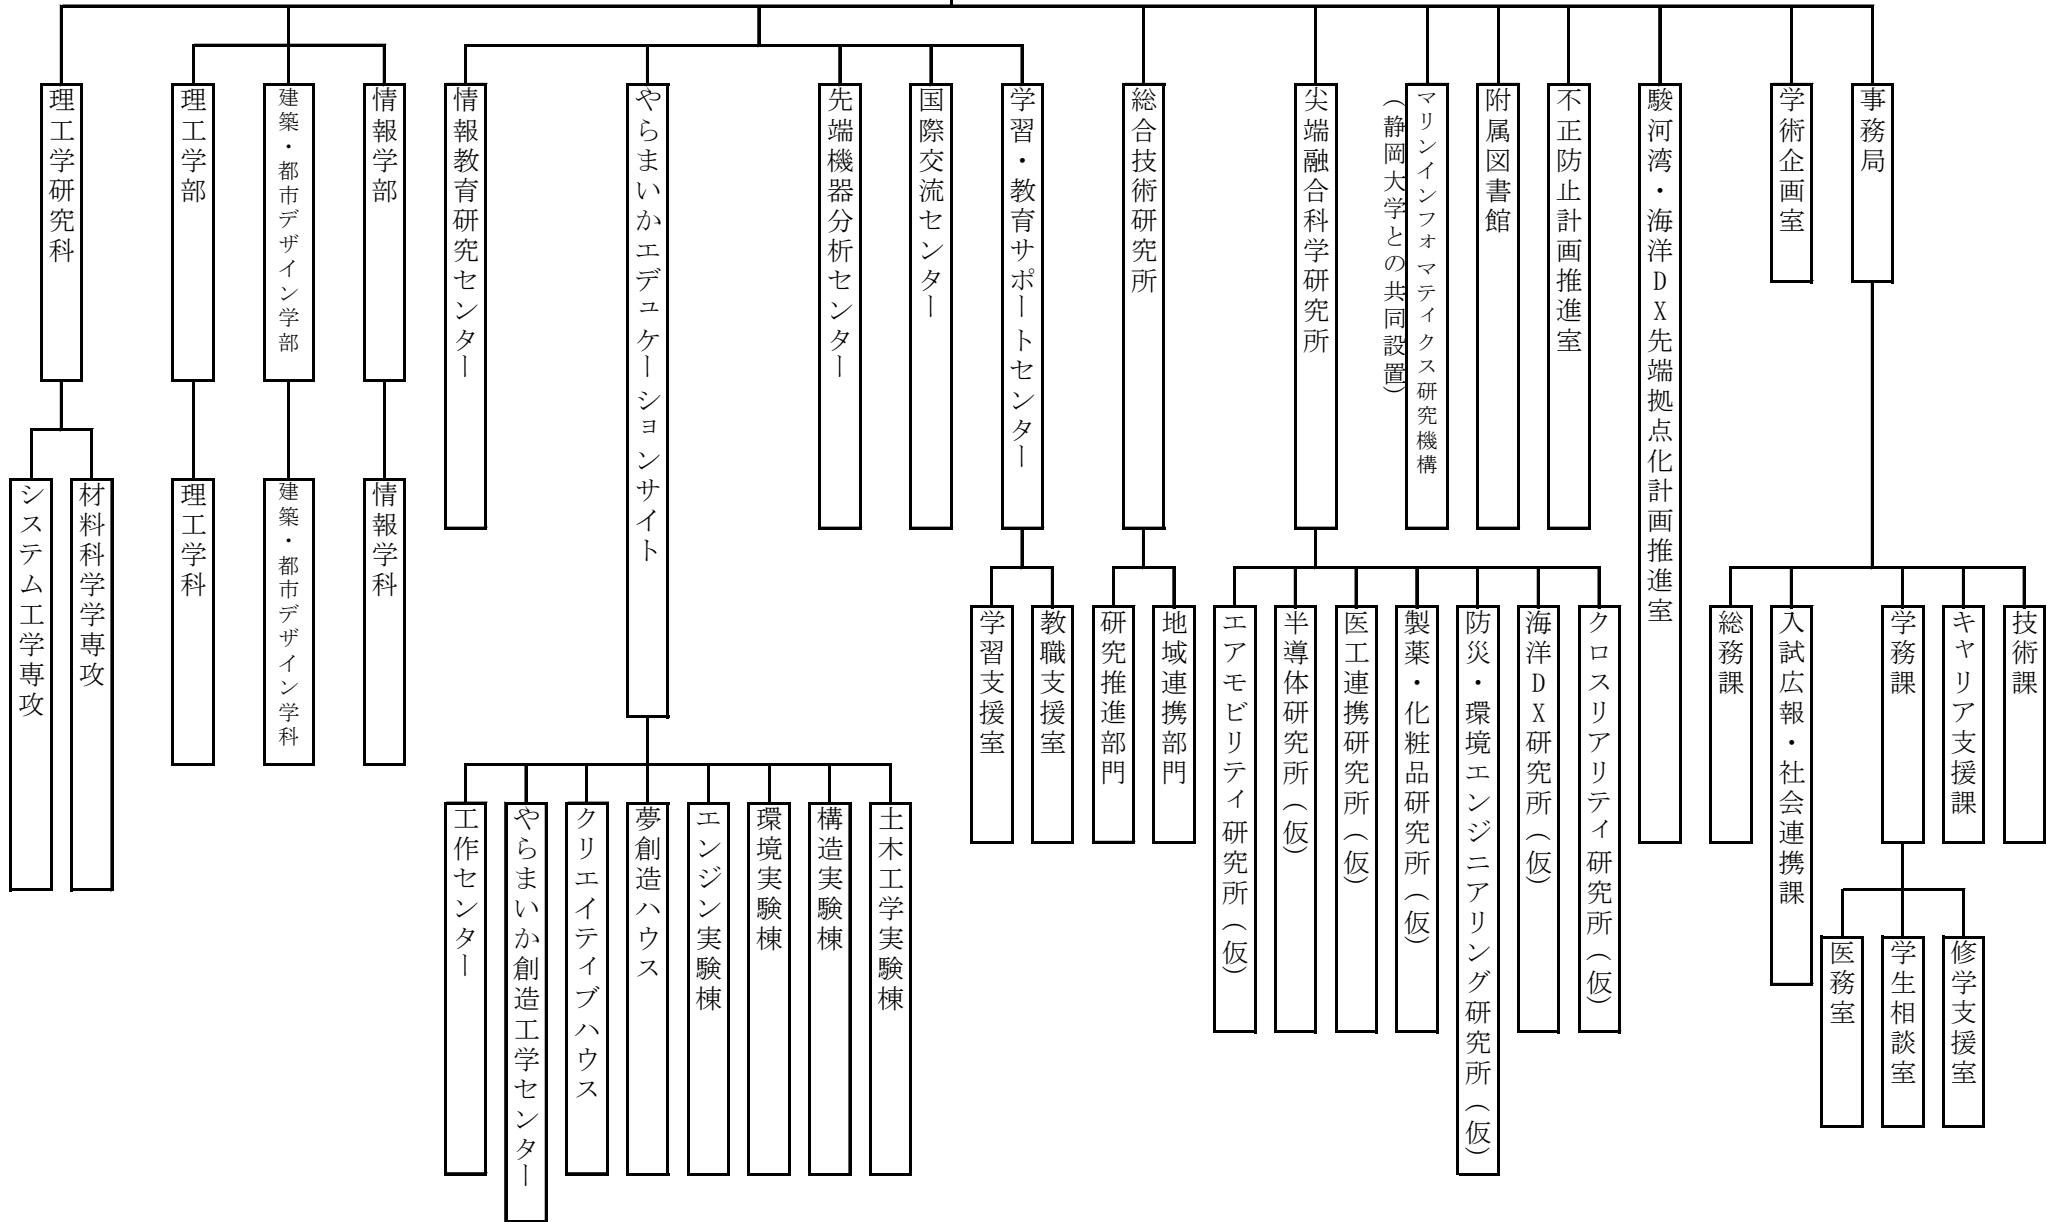 理工学研究科
理工学部
建築・都市デザイン学部
情報学部
情報教育研究センター
やらまいかエデュケーションサイト
先端機器分析センター
国際交流センター
学習・教育サポートセンター
総合技術研究所
尖端融合科学研究所
マリンインフォマティクス研究機構
（静岡大学との共同設置）
附属図書館
不正防止計画推進室
駿河湾・海洋DX先端拠点化計画推進室
学術企画室
事務局
システム工学専攻
材料科学専攻
理工学科
建築・都市デザイン学科
情報学科
学習支援室
教職支援室
研究推進部門
地域連携部門
エアモビリティ研究所（仮）
半導体研究所（仮）
医工連携研究所（仮）
製薬・化粧品研究所（仮）
防災・環境エンジニアリング研究所（仮）
海洋DX研究所（仮）
クロスリアリティ研究所（仮）
総務課
入試広報・社会連携課
学務課
キャリア支援課
技術課
工作センター
やらまいか創造工学センター
クリエイティブハウス
夢創造ハウス
エンジン実験棟
環境実験棟
構造実験棟
土木工学実験棟
医務室
学生相談室
修学支援室